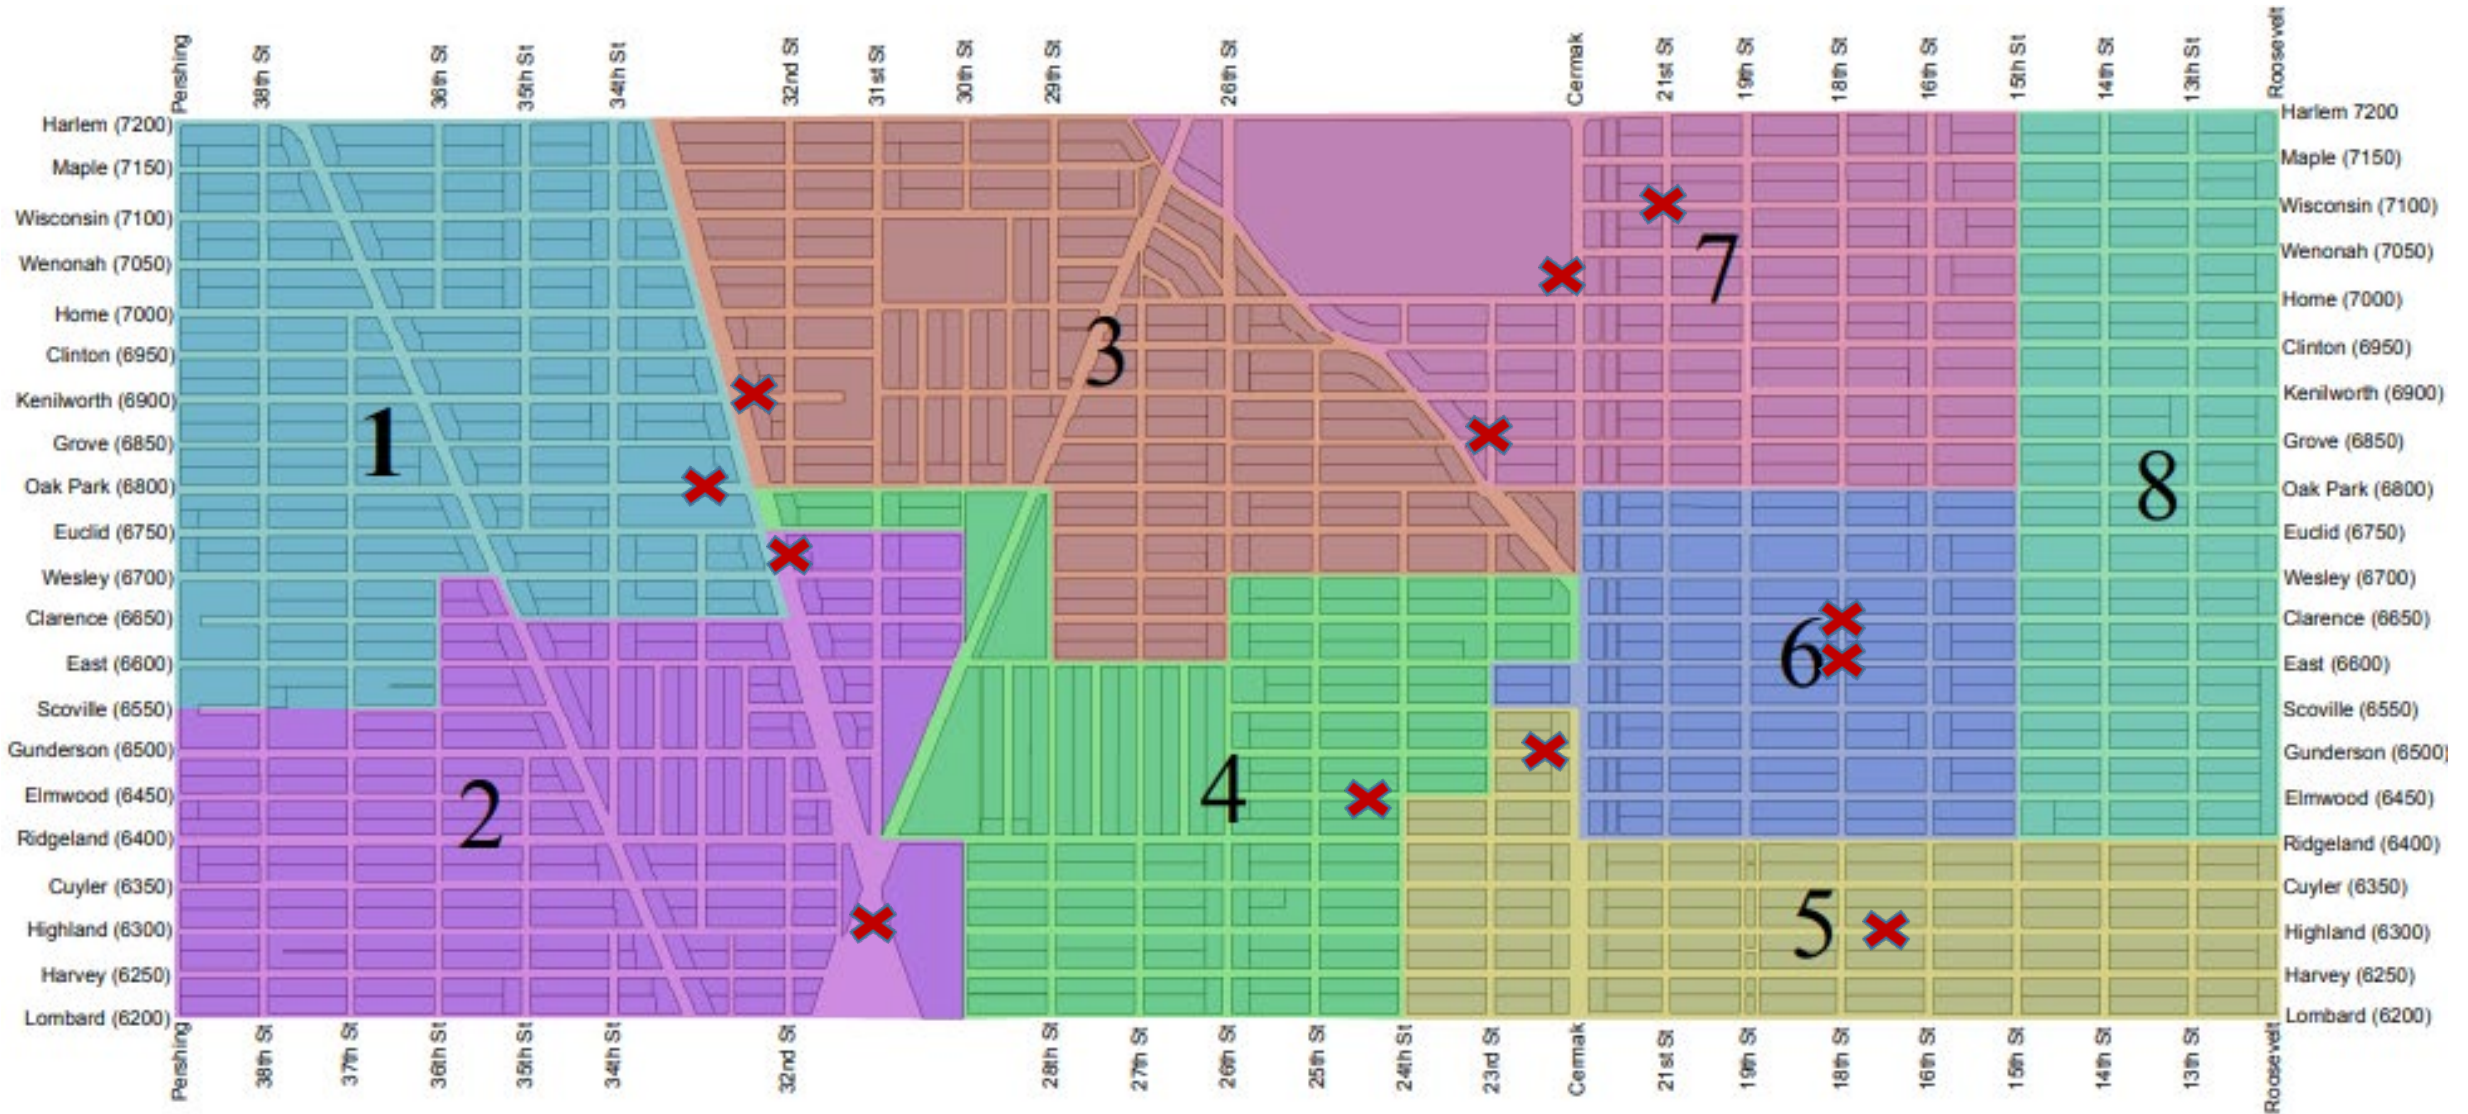 Pershing
38th St
36th St
35th St
34th St
32nd St
31st St
30th St
29th St
26th St
Cermak
21st St
19th St
18th St
16th St
15th St
14th St
13th St
Roosevelt
Harlem (7200)
Maple (7150)
Wisconsin (7100)
Wenonah (7050)
Home (7000)
Clinton (6950)
Kenilworth (6900)
Grove (6850)
Oak Park (6800)
Euclid (6750)
Wesley (6700)
Clarence (6650)
East (6600)
Scoville (6550)
Gunderson (6500)
Elmwood (6450)
Ridgeland (6400)
Cuyler (6350)
Highland (6300)
Harvey (6250)
Lombard (6200)
1
2
3
4
5
6
7
8
Harlem 7200
Maple (7150)
Wisconsin (7100)
Wenonah (7050)
Home (7000)
Clinton (6950)
Kenilworth (6900)
Grove (6850)
Oak Park (6800)
Euclid (6750)
Wesley (6700)
Clarence (6650)
East (6600)
Scoville (6550)
Gunderson (6500)
Elmwood (6450)
Ridgeland (6400)
Cuyler (6350)
Highland (6300)
Harvey (6250)
Lombard (6200)
Pershing
38th St
37th St
36th St
35th St
34th St
32nd St
28th St
27th St
26th St
25th St
24th St
23rd St
Cermak
21st St
19th St
18th St
16th St
15th St
14th St
13th St
Roosevelt